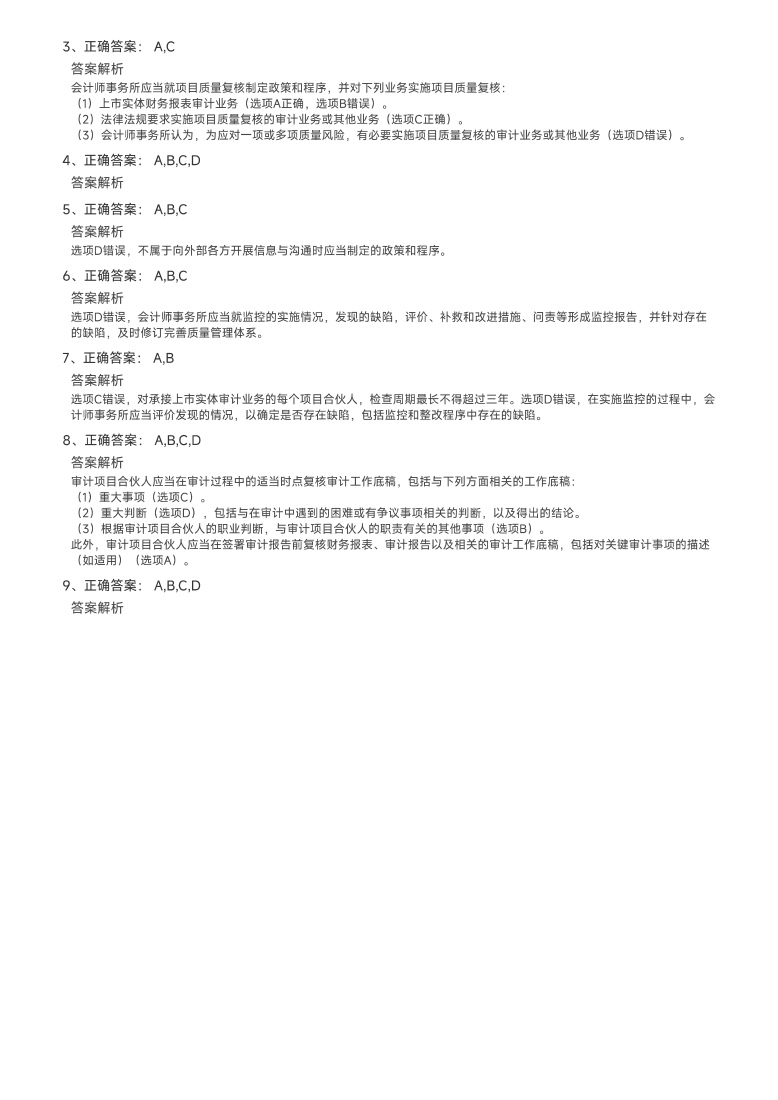 3、正确答案： A,C
答案解析
会计师事务所应当就项目质量复核制定政策和程序，并对下列业务实施项目质量复核：
（1）上市实体财务报表审计业务（选项A正确，选项B错误）。
（2）法律法规要求实施项目质量复核的审计业务或其他业务（选项C正确）。
（3）会计师事务所认为，为应对一项或多项质量风险，有必要实施项目质量复核的审计业务或其他业务（选项D错误）。
4、正确答案： A,B,C,D
答案解析
5、正确答案： A,B,C
答案解析
选项D错误，不属于向外部各方开展信息与沟通时应当制定的政策和程序。
6、正确答案： A,B,C
答案解析
选项D错误，会计师事务所应当就监控的实施情况，发现的缺陷，评价、补救和改进措施、问责等形成监控报告，并针对存在
的缺陷，及时修订完善质量管理体系。
7、正确答案： A,B
答案解析
选项C错误，对承接上市实体审计业务的每个项目合伙人，检查周期最长不得超过三年。选项D错误，在实施监控的过程中，会
计师事务所应当评价发现的情况，以确定是否存在缺陷，包括监控和整改程序中存在的缺陷。
8、正确答案： A,B,C,D
答案解析
审计项目合伙人应当在审计过程中的适当时点复核审计工作底稿，包括与下列方面相关的工作底稿：
（1）重大事项（选项C）。
（2）重大判断（选项D），包括与在审计中遇到的困难或有争议事项相关的判断，以及得出的结论。
（3）根据审计项目合伙人的职业判断，与审计项目合伙人的职责有关的其他事项（选项B）。
此外，审计项目合伙人应当在签署审计报告前复核财务报表、审计报告以及相关的审计工作底稿，包括对关键审计事项的描述
（如适用）（选项A）。
9、正确答案： A,B,C,D
答案解析